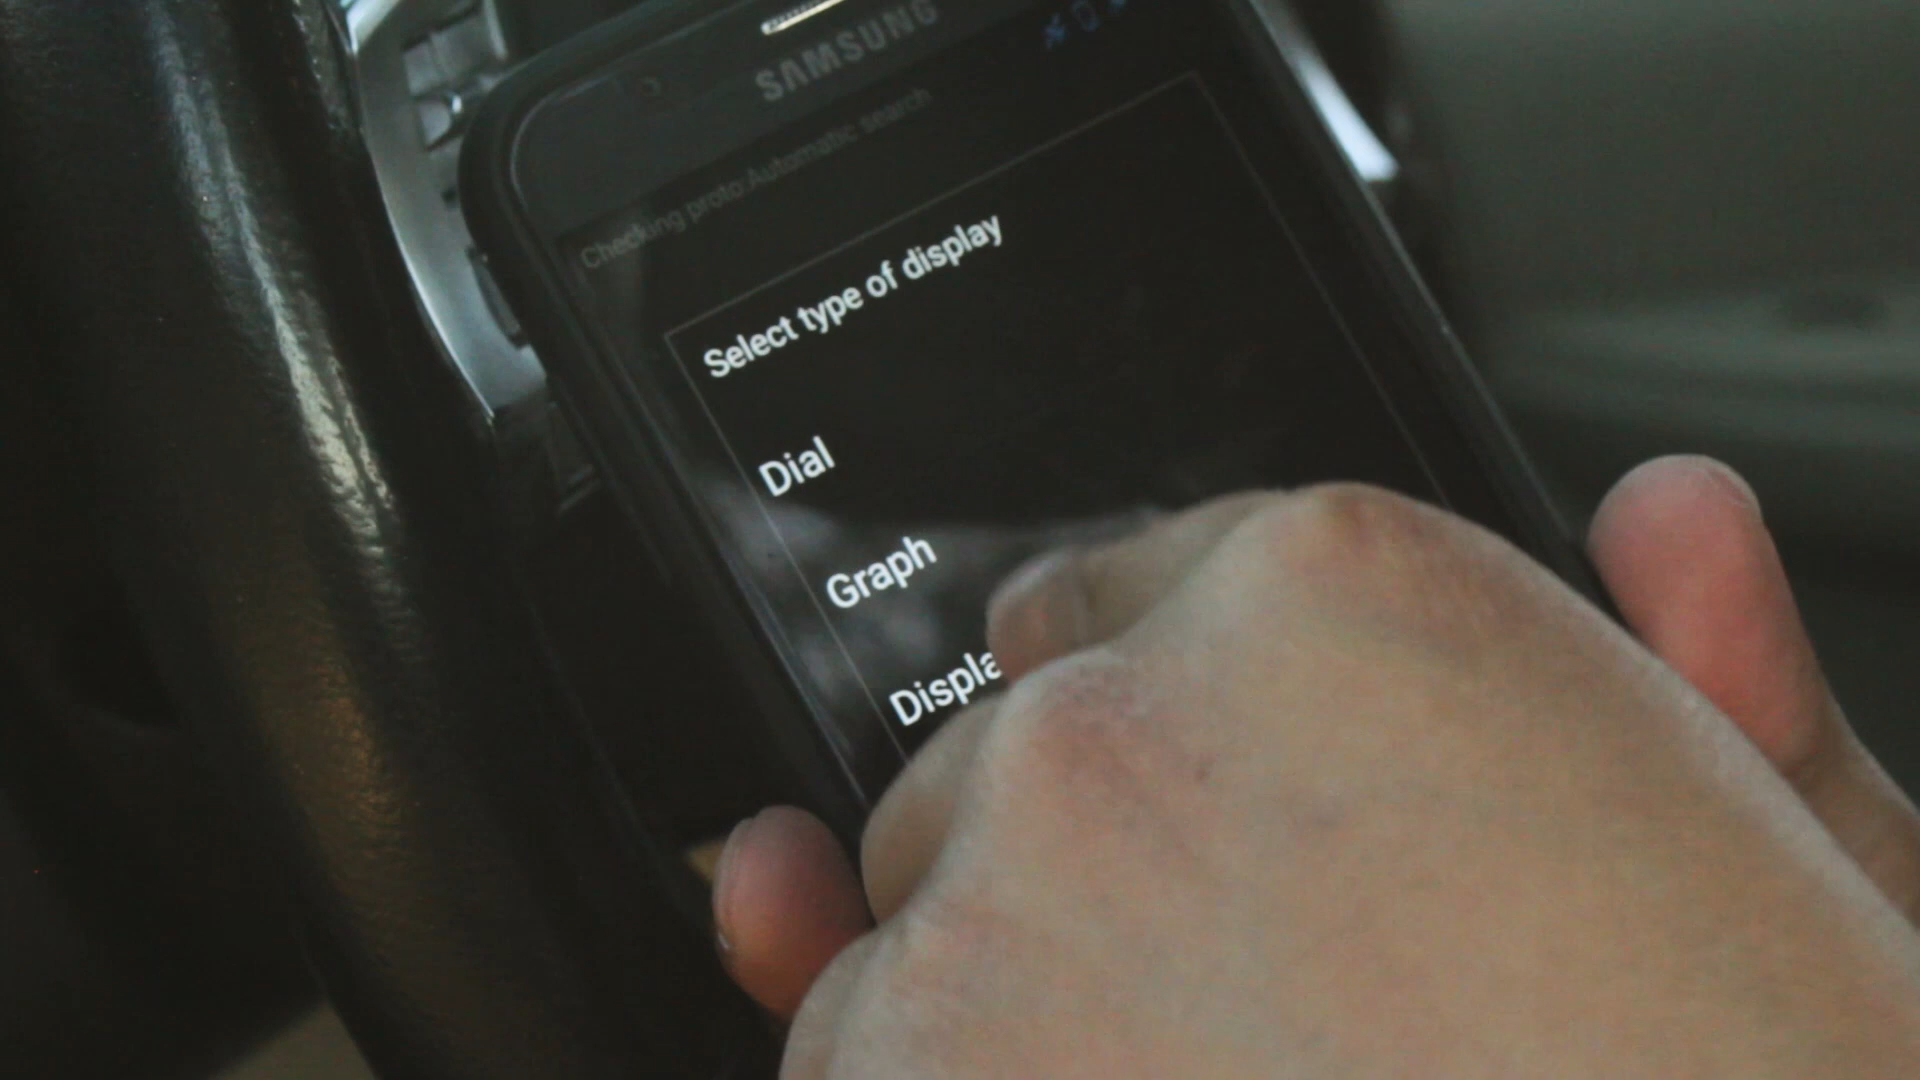 SAMSUNG
Checking proto:Automatic search
Select type of display
Dial
Graph
Displa